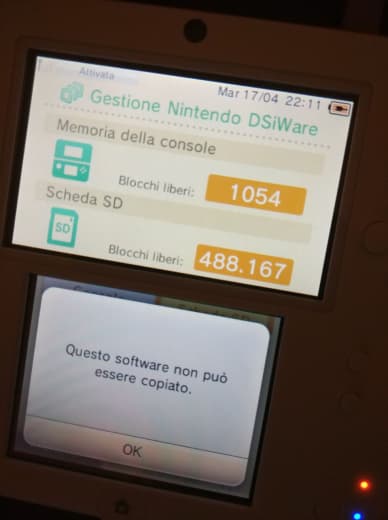 Attivata
Mar 17/04 22:11
Gestione Nintendo DSiWare
Memoria della console
Blocchi liberi: 1054
Scheda SD
SD
Blocchi liberi: 488.167
Questo software non può
essere copiato.
OK